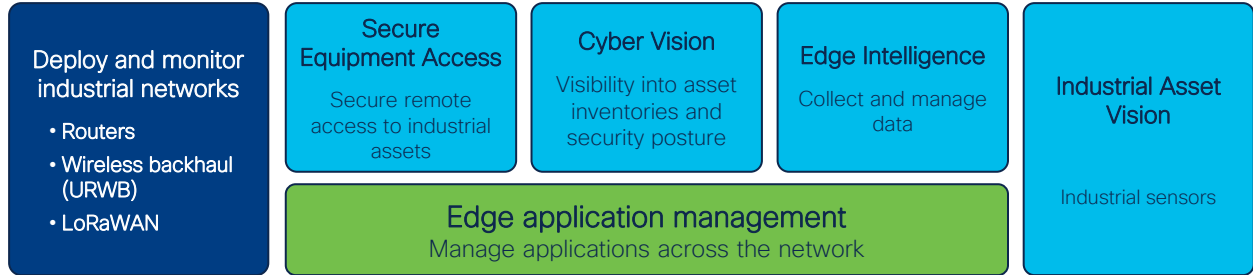 Deploy and monitor
industrial networks
• Routers
• Wireless backhaul
(URWB)
• LoRaWAN
Secure
Equipment Access
Secure remote
access to industrial
assets
Cyber Vision
Visibility into asset
inventories and
security posture
Edge Intelligence
Collect and manage
data
Edge application management
Manage applications across the network
Industrial Asset
Vision
Industrial sensors